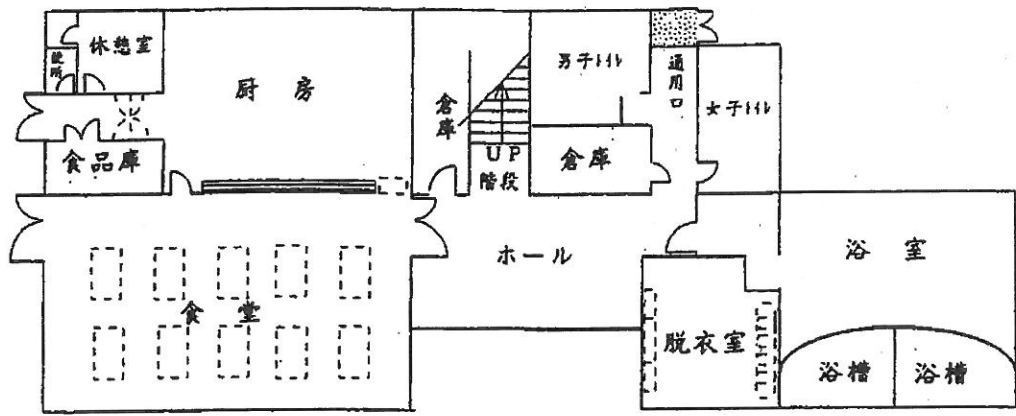 休憩室
便所
厨房
男子トイレ
通用口
女子トイレ
倉庫
食品庫
UP
階段
倉庫
ホール
浴室
食堂
脱衣室
浴槽
浴槽